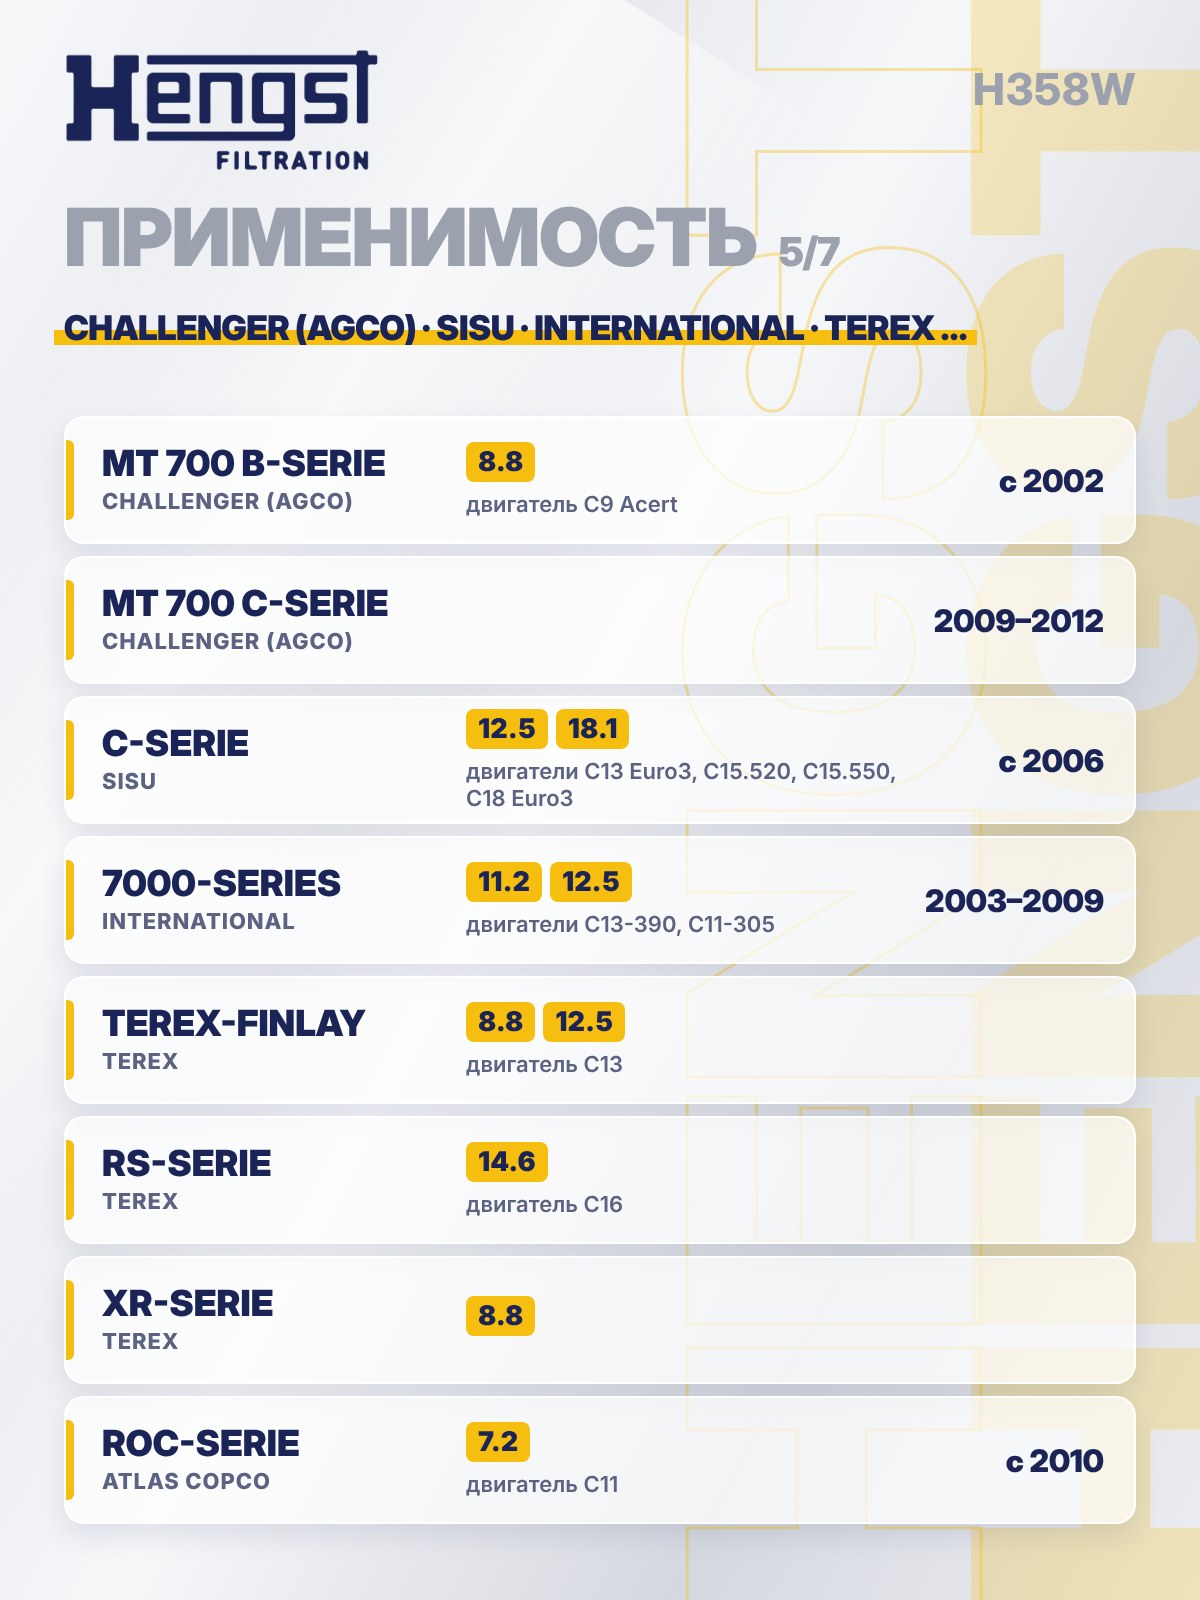 Hengst
FILTRATION
H358W
ПРИМЕНИМОСТЬ 5/7
CHALLENGER (AGCO) · SISU · INTERNATIONAL · TEREX ...
MT 700 B-SERIE
CHALLENGER (AGCO)
8.8
двигатель C9 Acert
с 2002
MT 700 C-SERIE
CHALLENGER (AGCO)
2009–2012
C-SERIE
SISU
12.5 18.1
двигатели C13 Euro3, C15.520, C15.550,
C18 Euro3
с 2006
7000-SERIES
INTERNATIONAL
11.2 12.5
двигатели C13-390, C11-305
2003–2009
TEREX-FINLAY
TEREX
8.8 12.5
двигатель C13
RS-SERIE
TEREX
14.6
двигатель C16
XR-SERIE
TEREX
8.8
ROC-SERIE
ATLAS COPCO
7.2
двигатель C11
с 2010
HENGST
HENGST